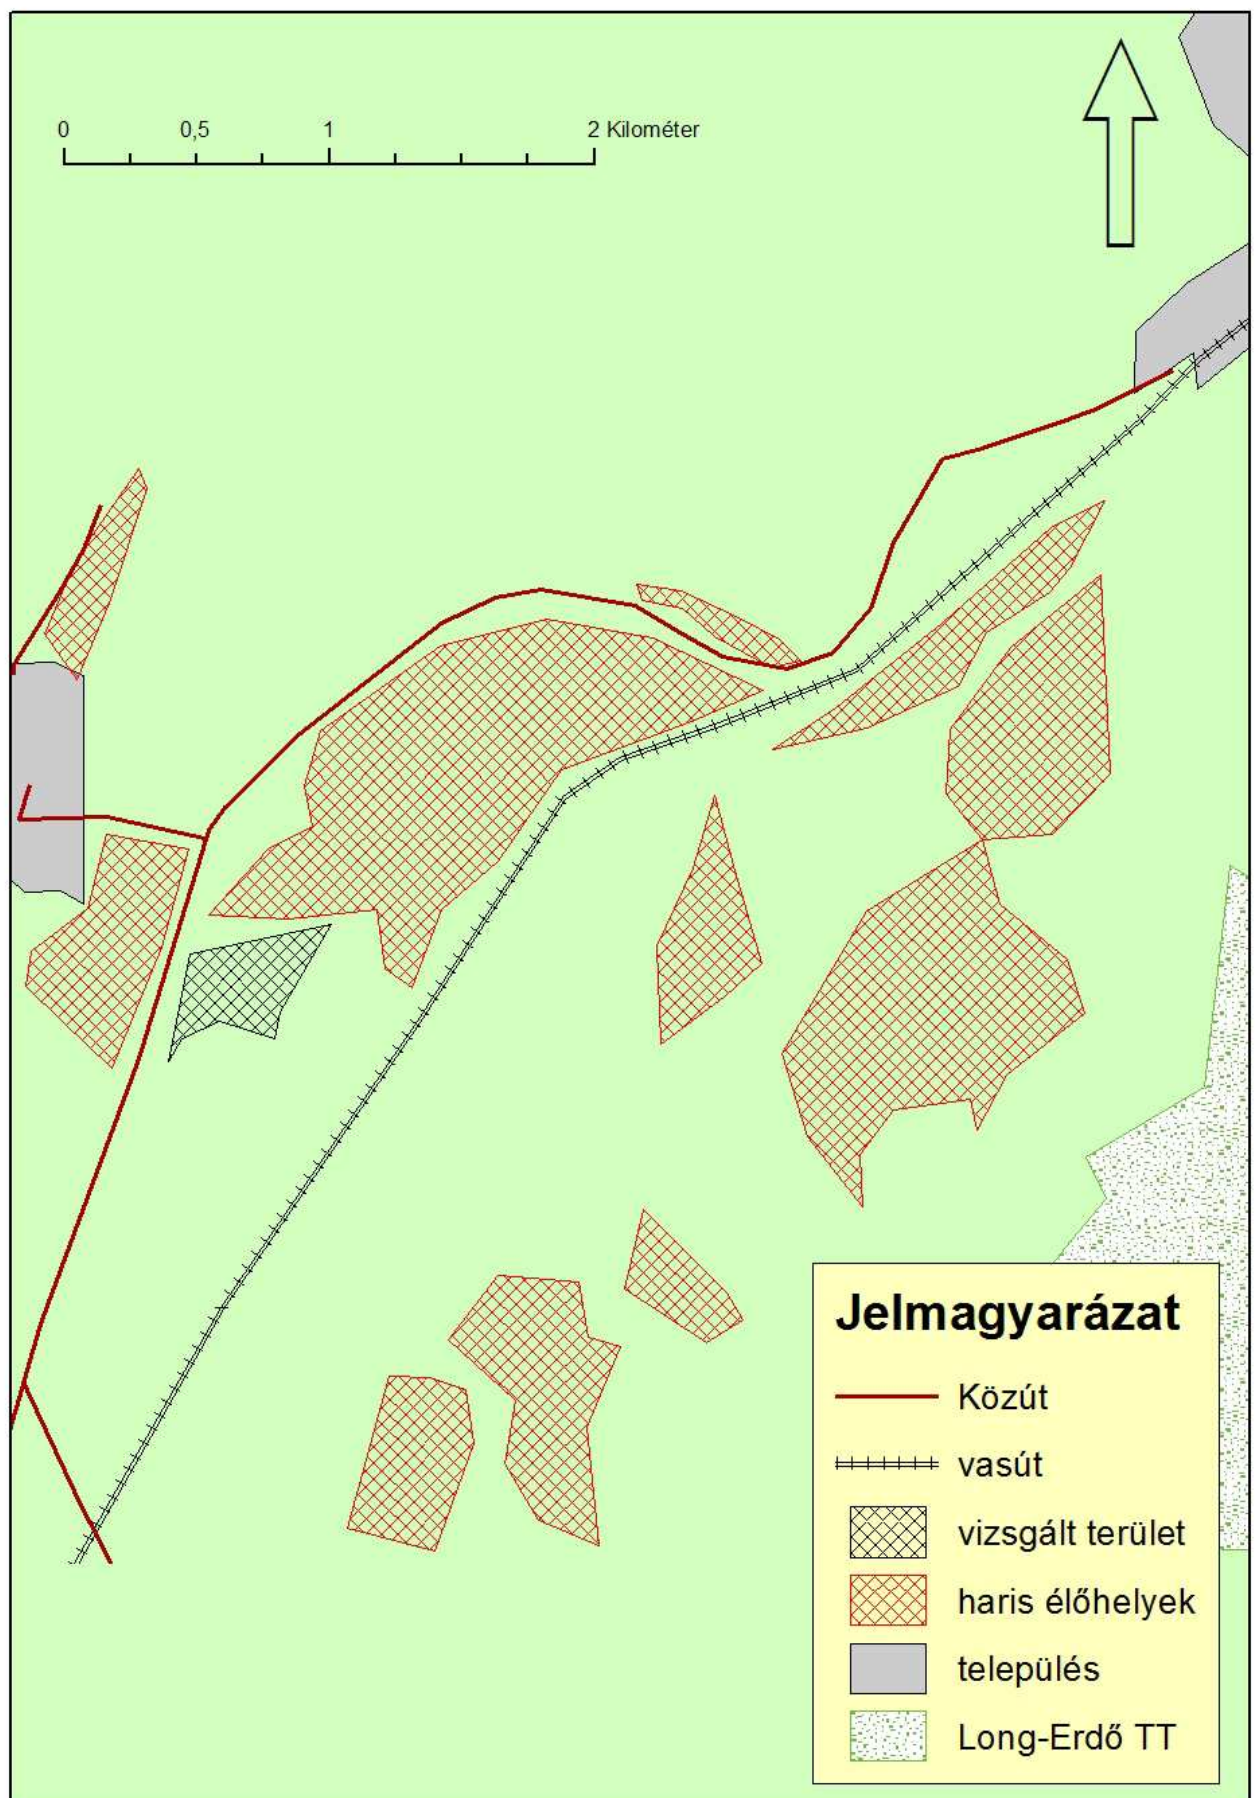 0 0,5 1 2 Kilométer
Jelmagyarázat
Közút
vasút
vizsgált terület
haris élőhelyek
település
Long-Erdő TT